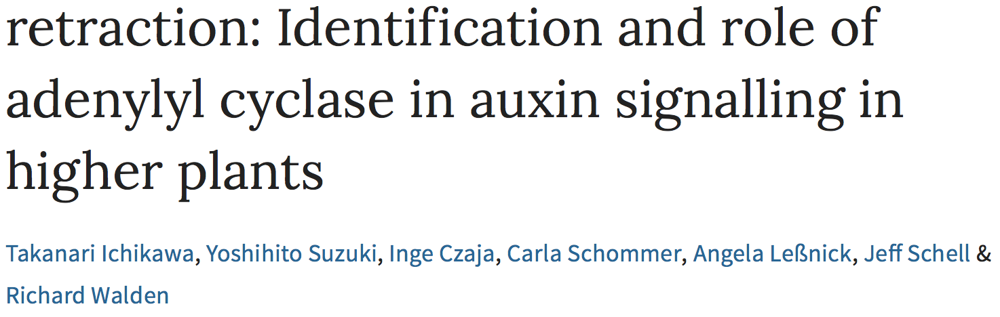 retraction: Identification and role of
adenylyl cyclase in auxin signalling in
higher plants
Takanari Ichikawa, Yoshihito Suzuki, Inge Czaja, Carla Schommer, Angela Leßnick, Jeff Schell &
Richard Walden